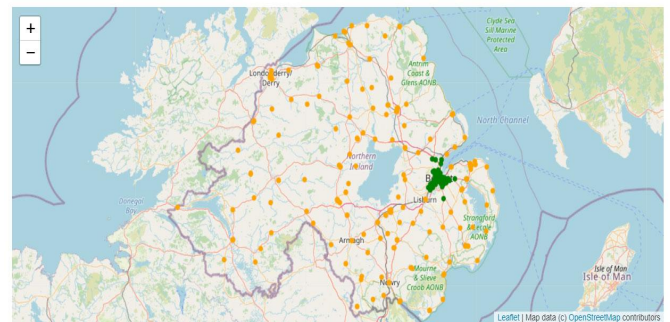 +
−
Clyde Sea
Sill Marine
Protected
Area
Antrim
Coast &
Glens AONB
Londonderry/
Derry
North Channel
Northern
Ireland
Donegal
Bay
Lisburn
Strangford
& Lecale
AONB
Armagh
Mourne
& Slieve
Croob AONB
Newry
Isle of Man
Isle of Man
Leaflet | Map data (c) OpenStreetMap contributors